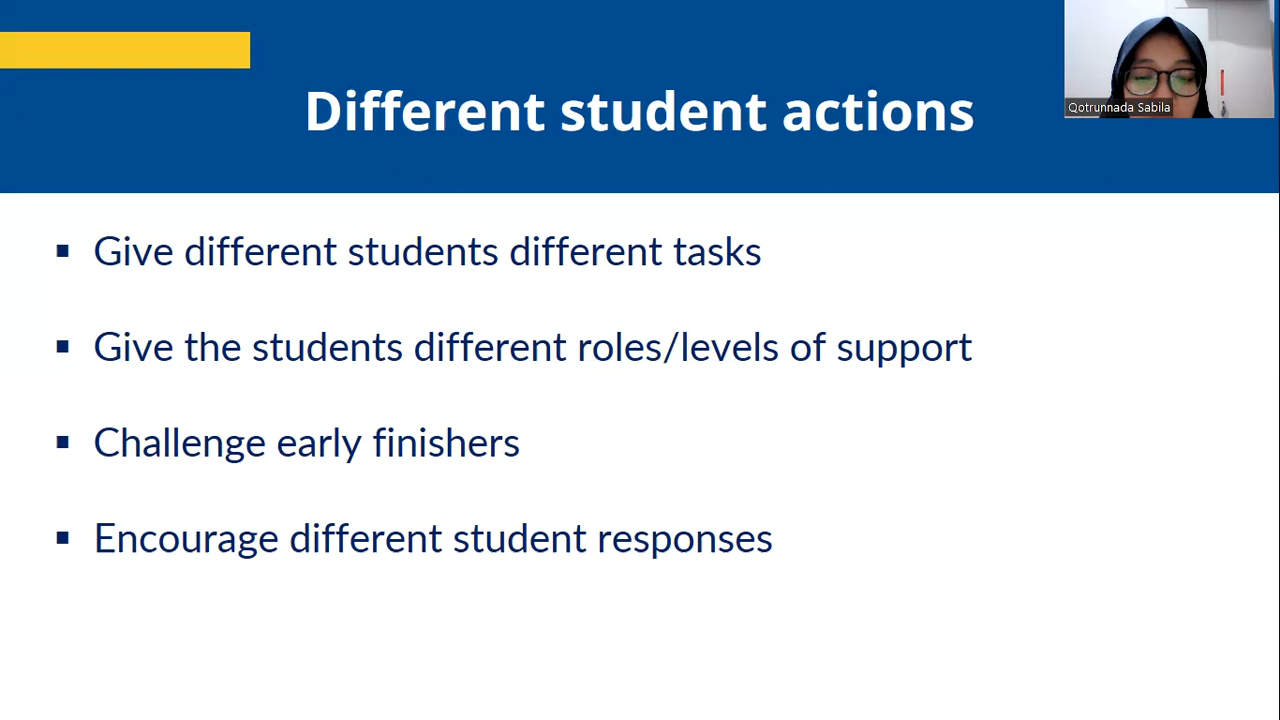 Different student actions
Qotrunnada Sabila
▪ Give different students different tasks
▪ Give the students different roles/levels of support
▪ Challenge early finishers
▪ Encourage different student responses